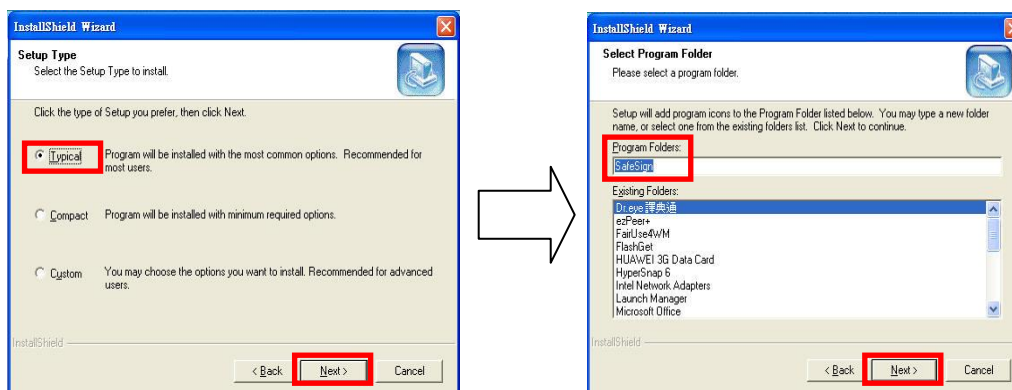 InstallShield Wizard
Setup Type
Select the Setup Type to install.
Click the type of Setup you prefer, then click Next.
Typical
Program will be installed with the most common options. Recommended for
most users.
Compact
Program will be installed with minimum required options.
Custom
You may choose the options you want to install. Recommended for advanced
users.
InstallShield
< Back
Next >
Cancel
InstallShield Wizard
Select Program Folder
Please select a program folder.
Setup will add program icons to the Program Folder listed below. You may type a new folder
name, or select one from the existing folders list. Click Next to continue.
Program Folders:
SafeSign
Existing Folders:
Dr.eye 譯典通
ezPeer+
FairUse4WM
FlashGet
HUAWEI 3G Data Card
HyperSnap 6
Intel Network Adapters
Launch Manager
Microsoft Office
InstallShield
< Back
Next >
Cancel